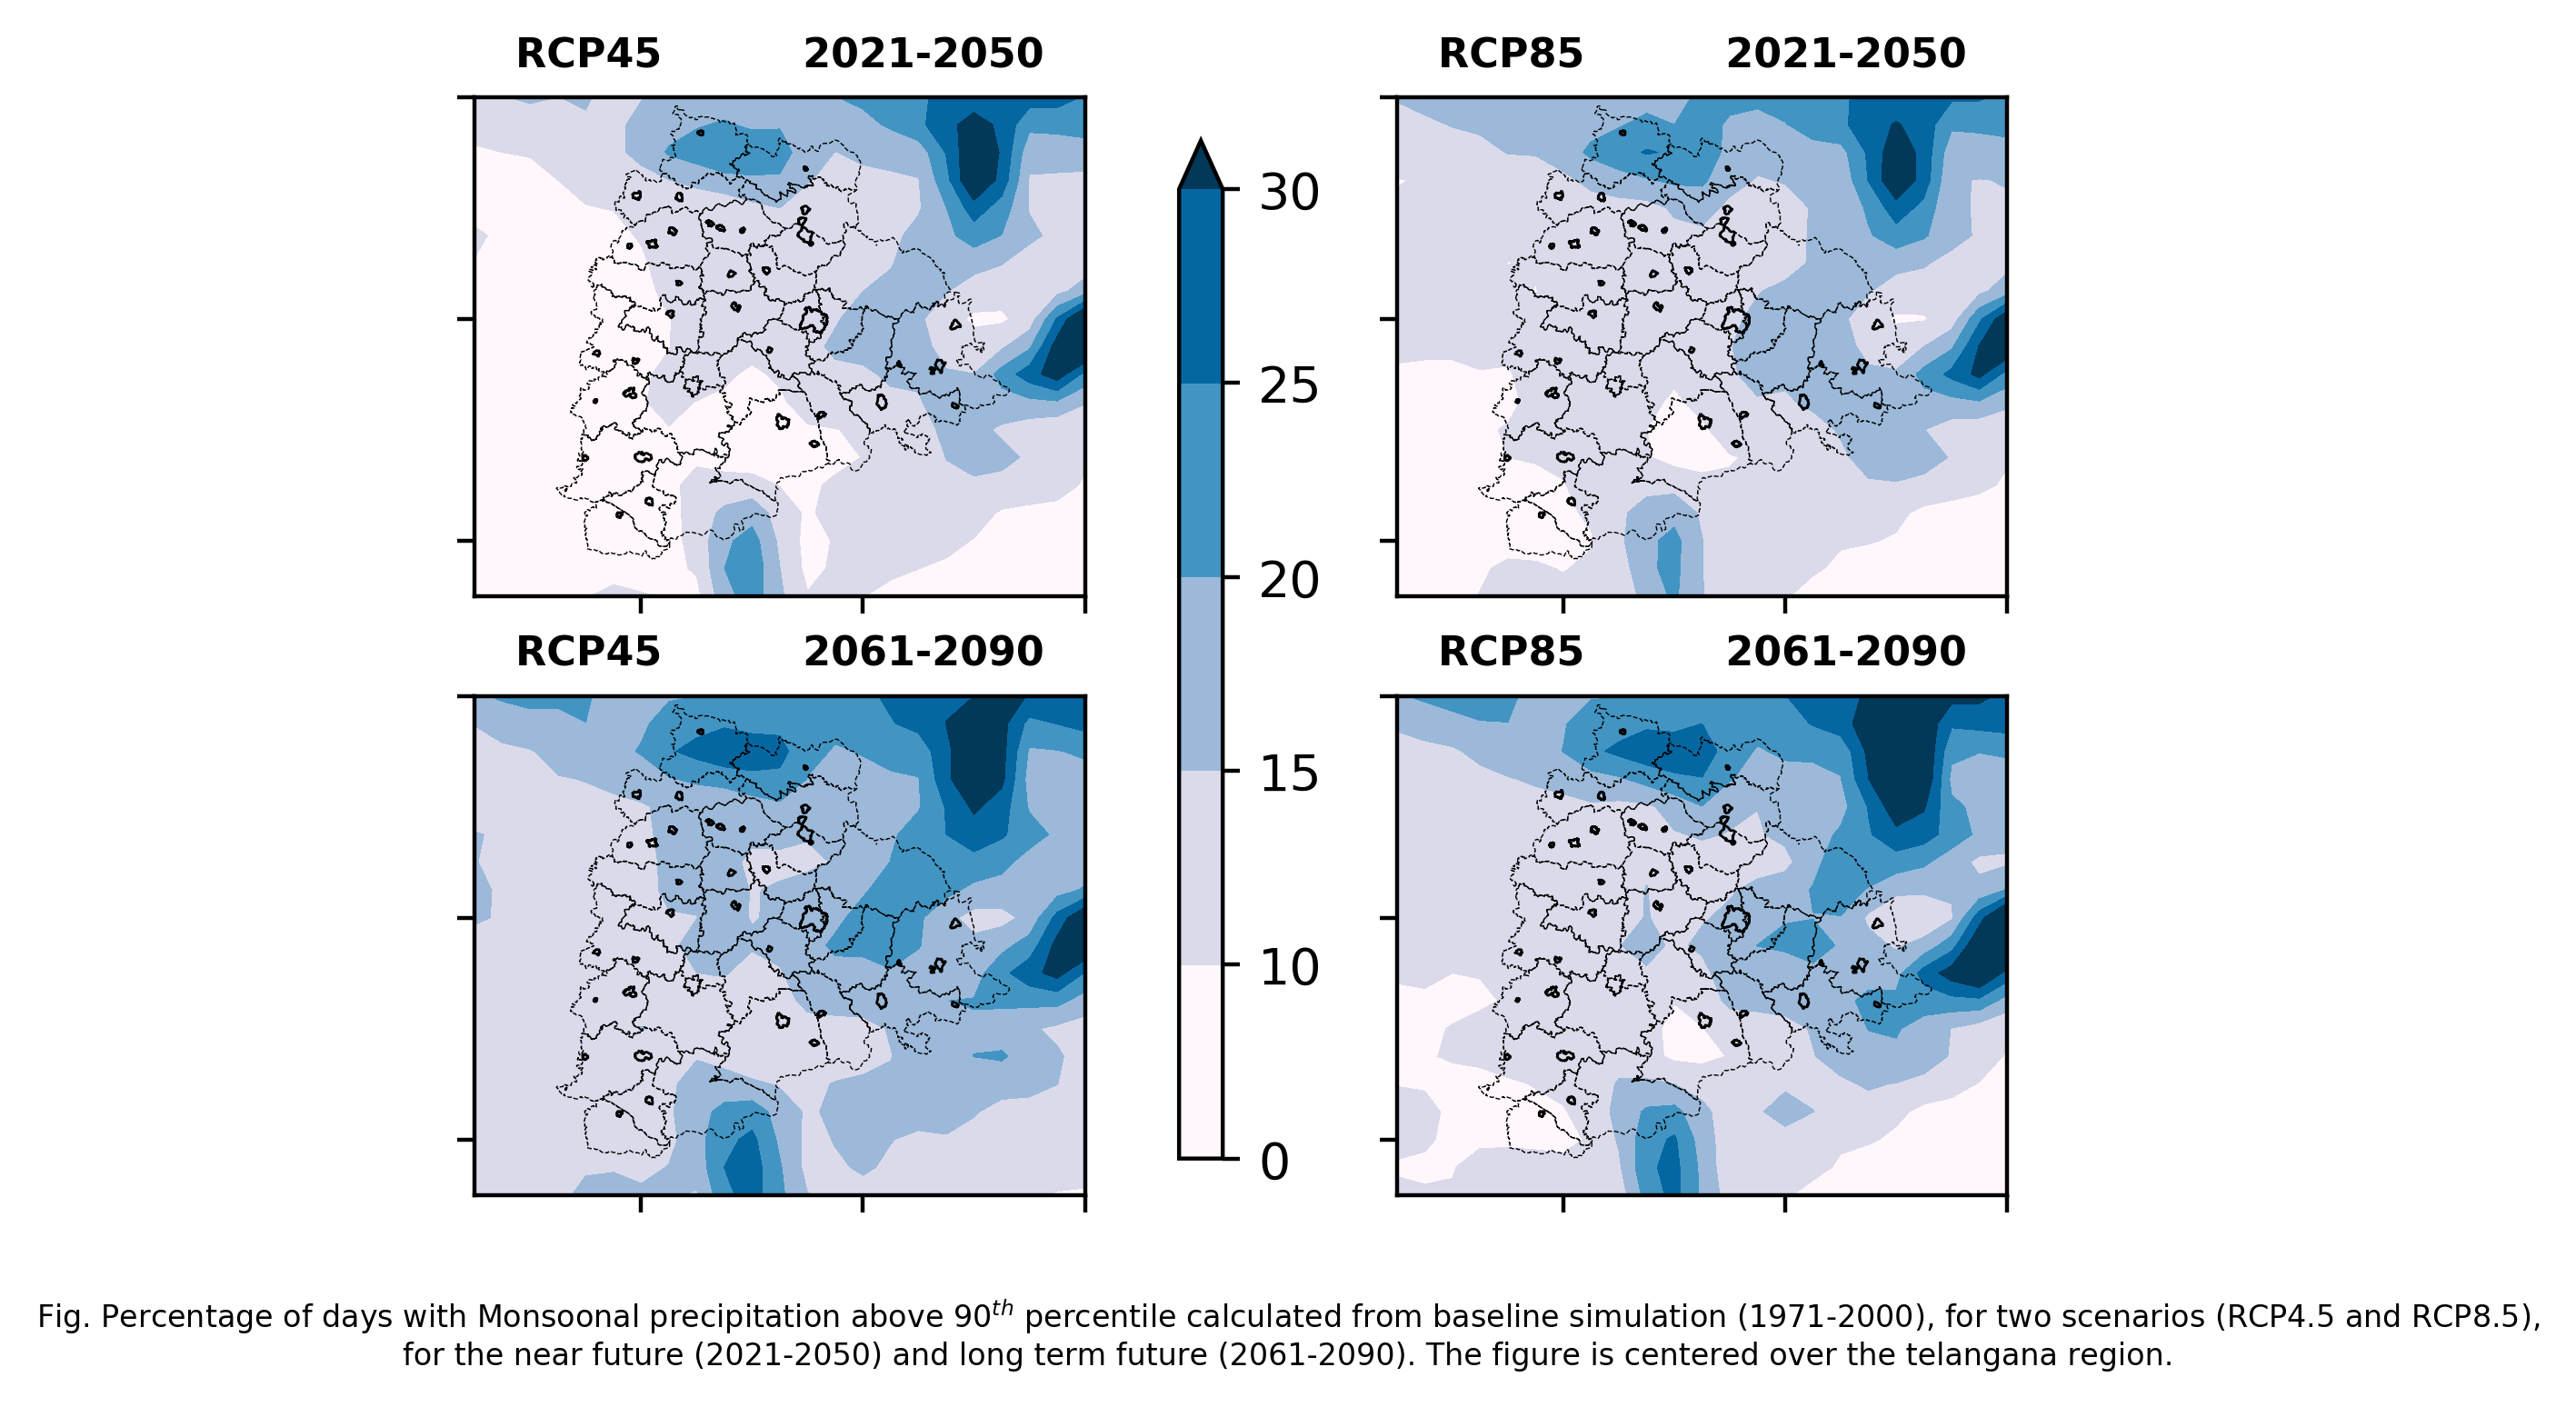 RCP45 2021-2050
RCP85 2021-2050
30
25
20
15
10
0
RCP45 2061-2090
RCP85 2061-2090
Fig. Percentage of days with Monsoonal precipitation above 90th percentile calculated from baseline simulation (1971-2000), for two scenarios (RCP4.5 and RCP8.5),
for the near future (2021-2050) and long term future (2061-2090). The figure is centered over the telangana region.